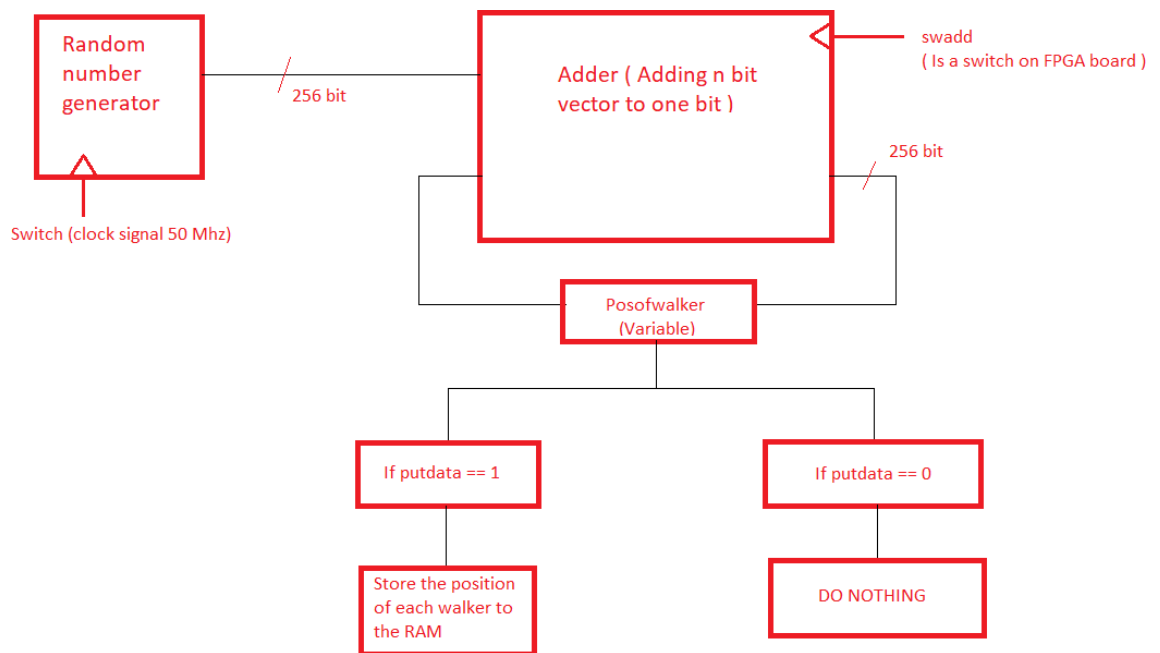 Random
number
generator
256 bit
Switch (clock signal 50 Mhz)
Adder ( Adding n bit
vector to one bit )
swadd
( Is a switch on FPGA board )
256 bit
Posofwalker
(Variable)
If putdata == 1
If putdata == 0
Store the position
of each walker to
the RAM
DO NOTHING